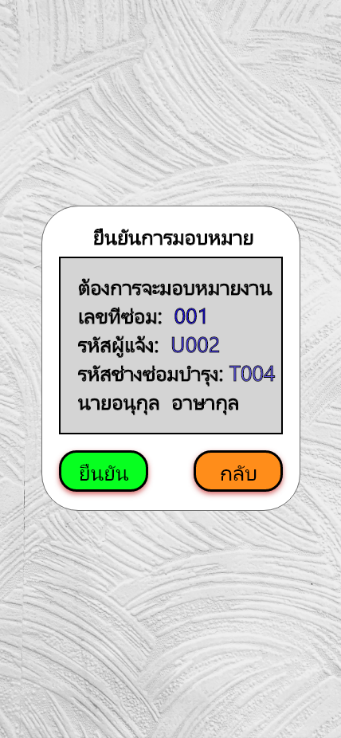 ยืนยันการมอบหมาย
ต้องการจะมอบหมายงาน
เลขที่ซ่อม: 001
รหัสผู้แจ้ง: U002
รหัสช่างซ่อมบำรุง: T004
นายอนุกุล อาษากุล
ยืนยัน กลับ